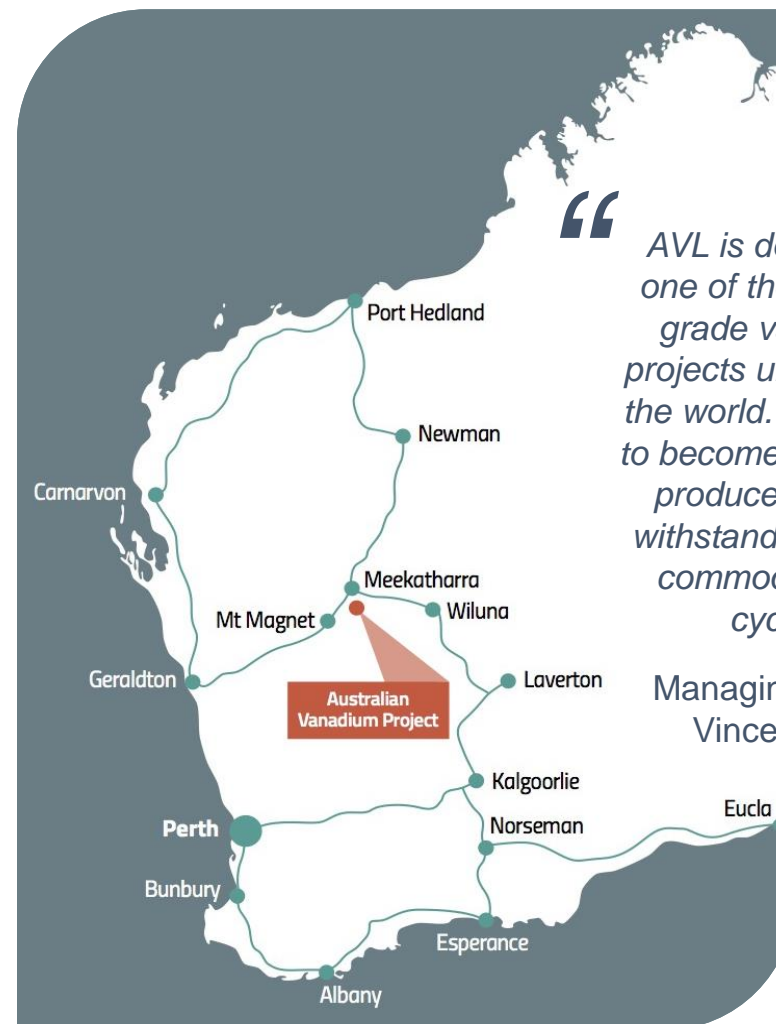 Port Hedland
Newman
Carnarvon
Meekatharra
Mt Magnet
Wiluna
Geraldton
Laverton
Australian
Vanadium Project
Kalgoorlie
Perth
Norseman
Eucla
Bunbury
Esperance
Albany
“
AVL is de
one of th
grade v
projects u
the world.
to become
produce
withstand
commod
cyc
Managin
Vince